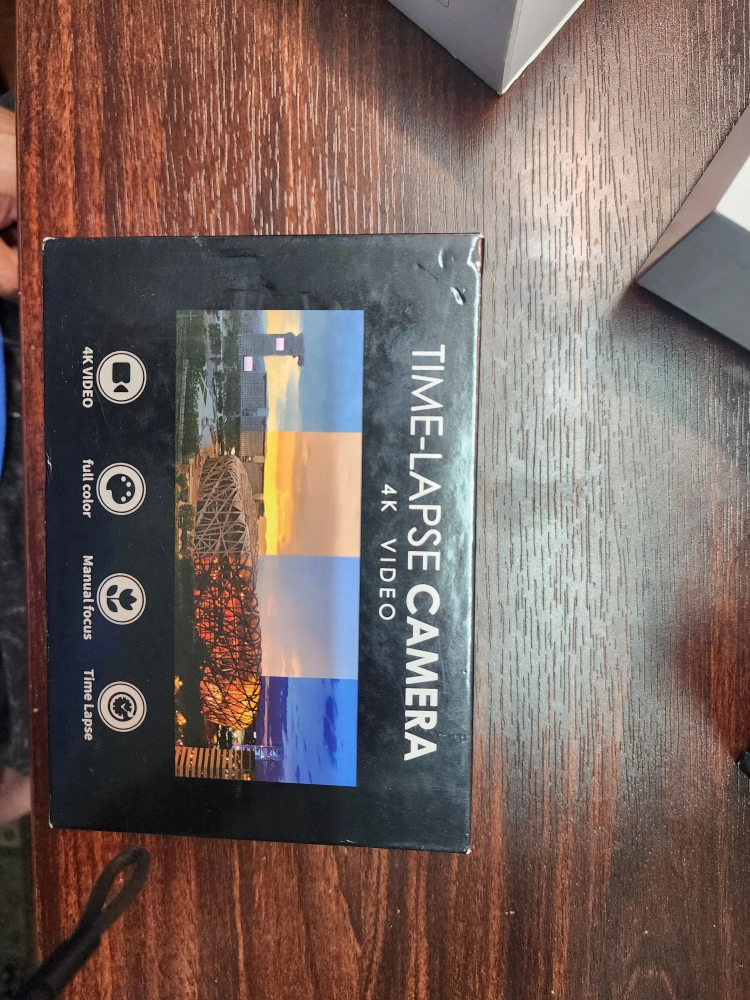 TIME-LAPSE CAMERA
4K VIDEO
4K VIDEO
full color
Manual focus
Time Lapse